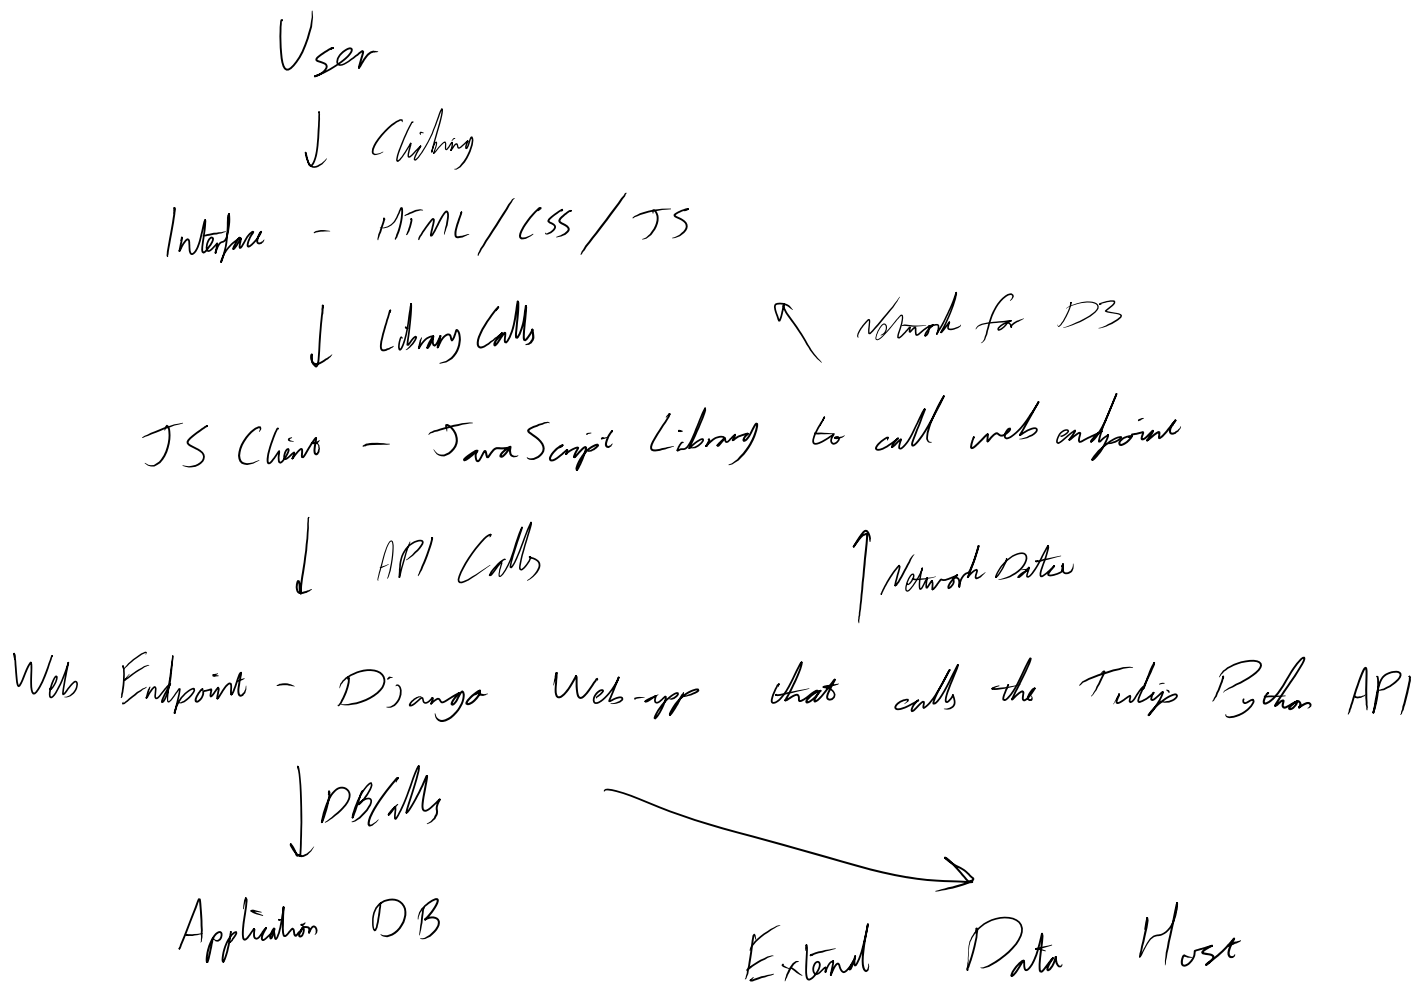 User
Clicking
Interface - HTML / CSS / JS
Library Calls
Network for D3
JS Client - JavaScript Library to call web endpoint
API Calls
Network Data
Web Endpoint - Django Web-app that calls the Tulip Python API
DB Calls
Application DB
External Data Host